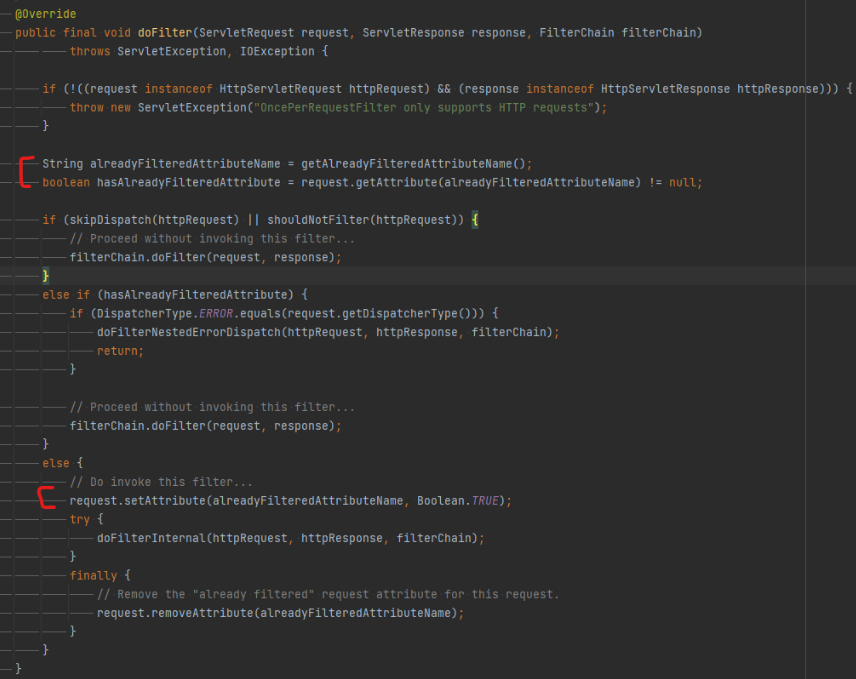 @Override
public final void doFilter(ServletRequest request, ServletResponse response, FilterChain filterChain)
throws ServletException, IOException {
if (!((request instanceof HttpServletRequest httpRequest) && (response instanceof HttpServletResponse httpResponse))) {
throw new ServletException("OncePerRequestFilter only supports HTTP requests");
}
String alreadyFilteredAttributeName = getAlreadyFilteredAttributeName();
boolean hasAlreadyFilteredAttribute = request.getAttribute(alreadyFilteredAttributeName) != null;
if (skipDispatch(httpRequest) || shouldNotFilter(httpRequest)) {
// Proceed without invoking this filter...
filterChain.doFilter(request, response);
}
else if (hasAlreadyFilteredAttribute) {
if (DispatcherType.ERROR.equals(request.getDispatcherType())) {
doFilterNestedErrorDispatch(httpRequest, httpResponse, filterChain);
return;
}
// Proceed without invoking this filter...
filterChain.doFilter(request, response);
}
else {
// Do invoke this filter...
request.setAttribute(alreadyFilteredAttributeName, Boolean.TRUE);
try {
doFilterInternal(httpRequest, httpResponse, filterChain);
}
finally {
// Remove the "already filtered" request attribute for this request.
request.removeAttribute(alreadyFilteredAttributeName);
}
}
}